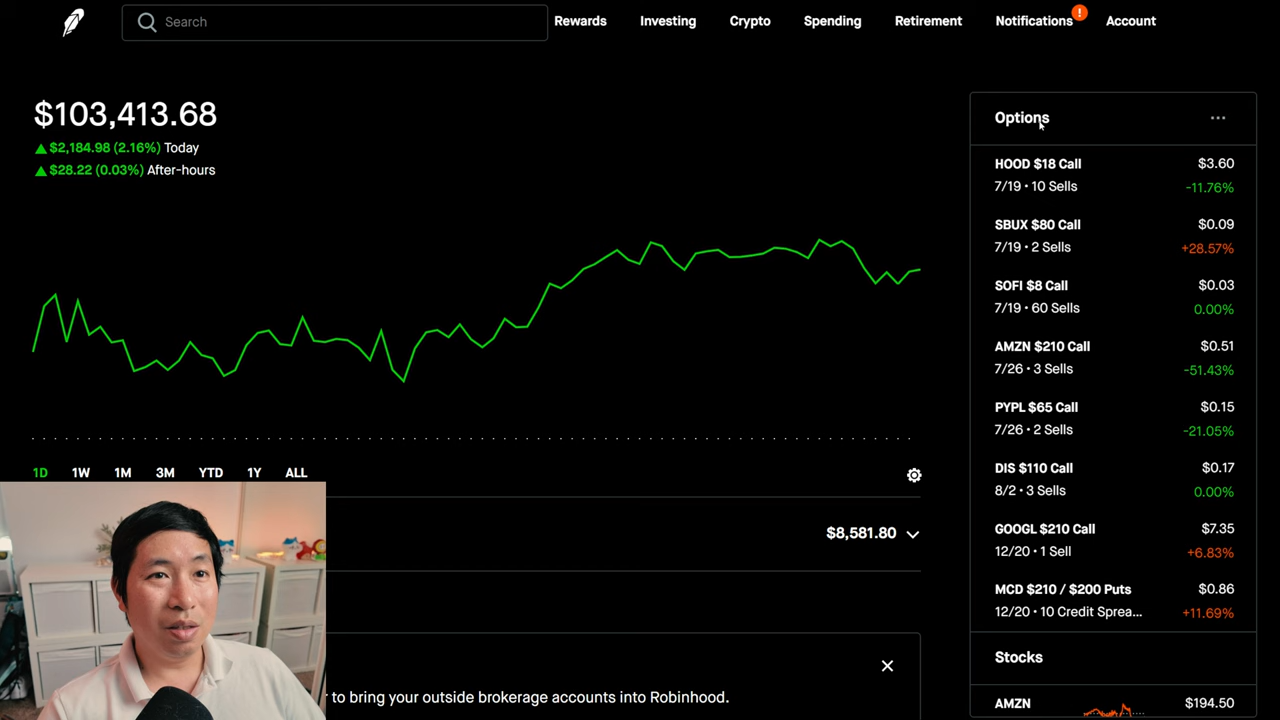 Search
Rewards
Investing
Crypto
Spending
Retirement
Notifications
!
Account
$103,413.68
$2,184.98 (2.16%) Today
$28.22 (0.03%) After-hours
1D
1W
1M
3M
YTD
1Y
ALL
$8,581.80
r to bring your outside brokerage accounts into Robinhood.
Options
HOOD $18 Call
$3.60
7/19 • 10 Sells
-11.76%
SBUX $80 Call
$0.09
7/19 • 2 Sells
+28.57%
SOFI $8 Call
$0.03
7/19 • 60 Sells
0.00%
AMZN $210 Call
$0.51
7/26 • 3 Sells
-51.43%
PYPL $65 Call
$0.15
7/26 • 2 Sells
-21.05%
DIS $110 Call
$0.17
8/2 • 3 Sells
0.00%
GOOGL $210 Call
$7.35
12/20 • 1 Sell
+6.83%
MCD $210 / $200 Puts
$0.86
12/20 • 10 Credit Sprea...
+11.69%
Stocks
AMZN
$194.50